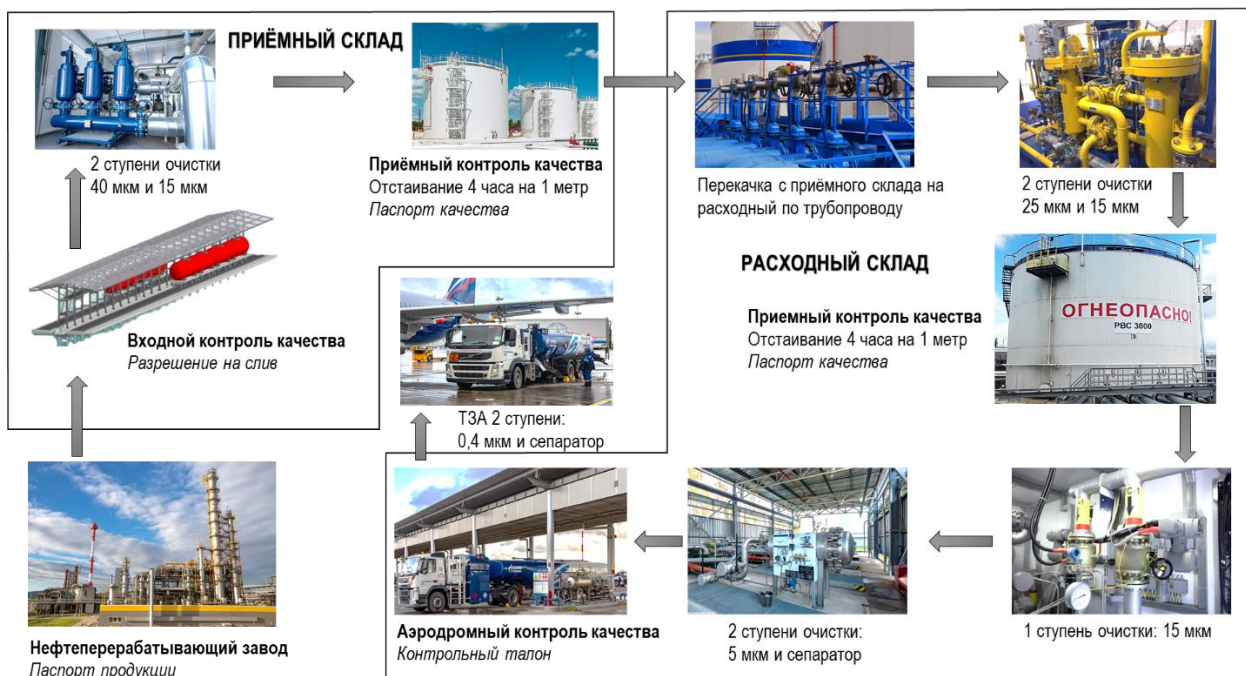 ПРИЁМНЫЙ СКЛАД
2 ступени очистки
40 мкм и 15 мкм
Приёмный контроль качества
Отстаивание 4 часа на 1 метр
Паспорт качества
Перекачка с приёмного склада на
расходный по трубопроводу
2 ступени очистки
25 мкм и 15 мкм
Входной контроль качества
Разрешение на слив
РАСХОДНЫЙ СКЛАД
ОГНЕОПАСНО!
РВС 3000
Приемный контроль качества
Отстаивание 4 часа на 1 метр
Паспорт качества
ТЗА 2 ступени:
0,4 мкм и сепаратор
Нефтеперерабатывающий завод
Паспорт продукции
Аэродромный контроль качества
Контрольный талон
2 ступени очистки:
5 мкм и сепаратор
1 ступень очистки: 15 мкм